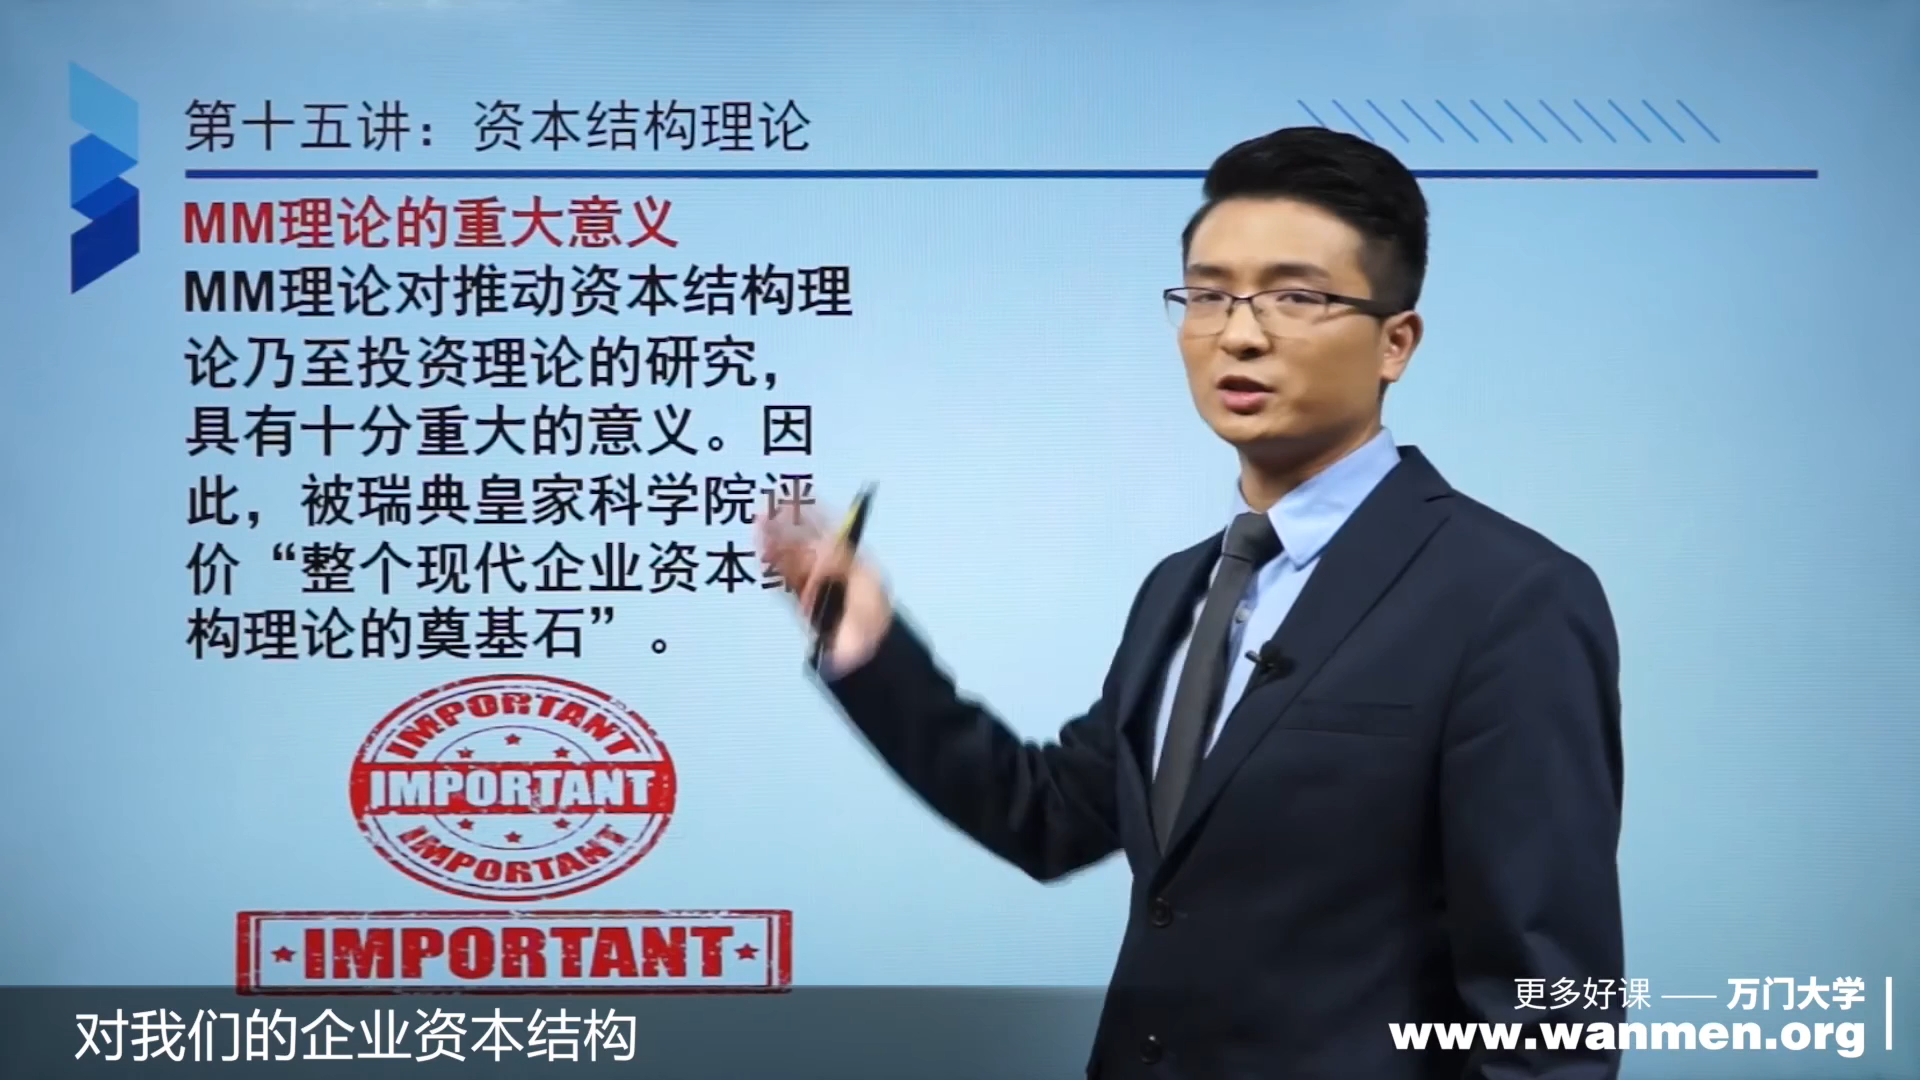 第十五讲：资本结构理论
MM理论的重大意义
MM理论对推动资本结构理
论乃至投资理论的研究，
具有十分重大的意义。因
此，被瑞典皇家科学院评
价“整个现代企业资本结
构理论的奠基石”。
IMPORTANT
IMPORTANT
IMPORTANT
IMPORTANT
对我们的企业资本结构
更多好课 —— 万门大学
www.wanmen.org